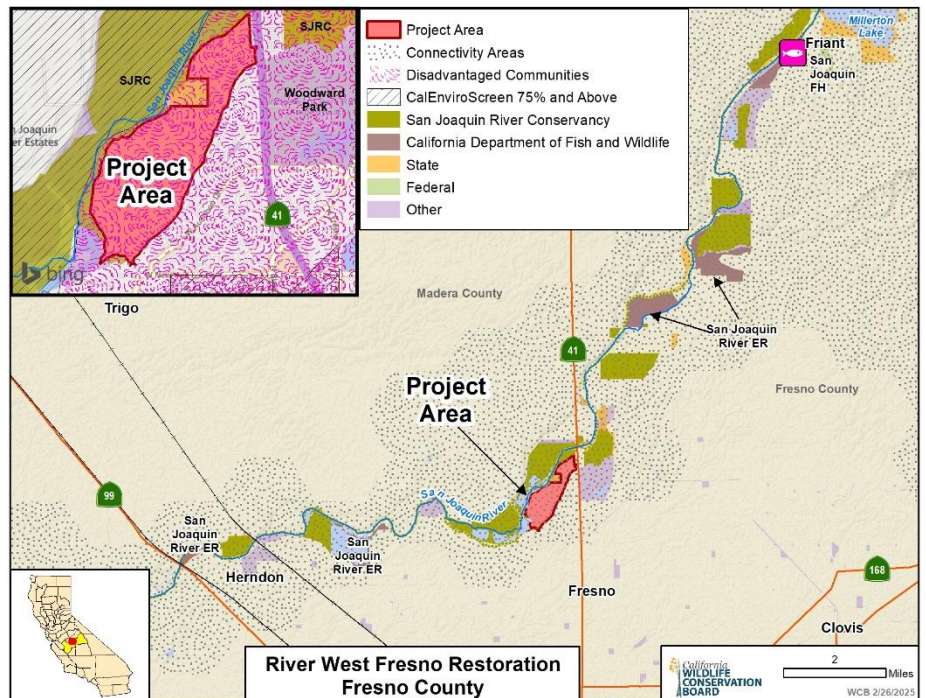 SJRC
San Joaquin River
SJRC
Woodward
Park
Project
Area
41
bing
Project Area
Connectivity Areas
Disadvantaged Communities
CalEnviroScreen 75% and Above
San Joaquin River Conservancy
California Department of Fish and Wildlife
State
Federal
Other
Millerton
Lake
Friant
San
Joaquin
FH
Trigo
Madera County
San Joaquin
River ER
41
Fresno County
Project
Area
99
San Joaquin River
San
Joaquin
River ER
Herndon
San
Joaquin
River ER
Fresno
168
Clovis
River West Fresno Restoration
Fresno County
California
WILDLIFE
CONSERVATION
BOARD
2
Miles
WCB 2/26/2025